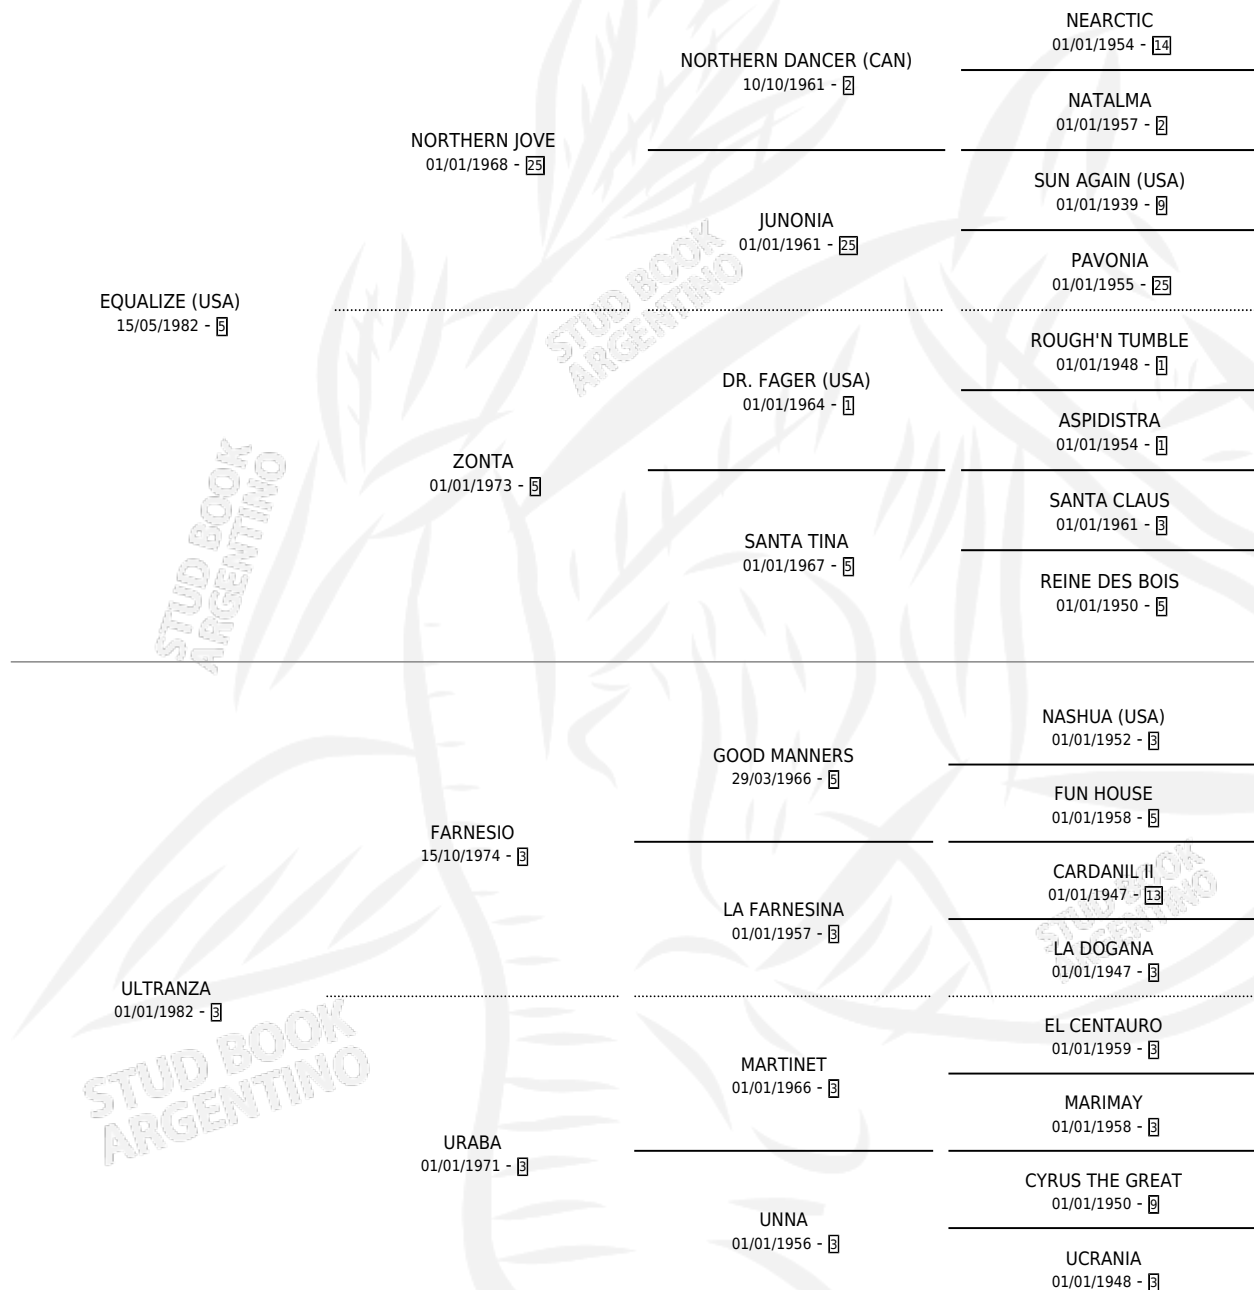 NEARCTIC
01/01/1954 - 14
NORTHERN DANCER (CAN)
10/10/1961 - 2
NATALMA
01/01/1957 - 2
NORTHERN JOVE
01/01/1968 - 25
SUN AGAIN (USA)
01/01/1939 - 9
JUNONIA
01/01/1961 - 25
PAVONIA
01/01/1955 - 25
EQUALIZE (USA)
15/05/1982 - 5
STUD BOOK
ARGENTINO
ROUGH'N TUMBLE
01/01/1948 - 1
DR. FAGER (USA)
01/01/1964 - 1
ASPIDISTRA
01/01/1954 - 1
ZONTA
01/01/1973 - 5
SANTA CLAUS
01/01/1961 - 3
SANTA TINA
01/01/1967 - 5
REINE DES BOIS
01/01/1950 - 5
STUD BOOK
ARGENTINO
NASHUA (USA)
01/01/1952 - 3
GOOD MANNERS
29/03/1966 - 5
FUN HOUSE
01/01/1958 - 5
FARNESIO
15/10/1974 - 3
CARDANIL II
01/01/1947 - 13
STUD BOOK
ARGENTINO
LA FARNESINA
01/01/1957 - 3
LA DOGANA
01/01/1947 - 3
ULTRANZA
01/01/1982 - 3
EL CENTAURO
01/01/1959 - 3
MARTINET
01/01/1966 - 3
STUD BOOK
ARGENTINO
MARIMAY
01/01/1958 - 3
URABA
01/01/1971 - 3
CYRUS THE GREAT
01/01/1950 - 9
UNNA
01/01/1956 - 3
UCRANIA
01/01/1948 - 3